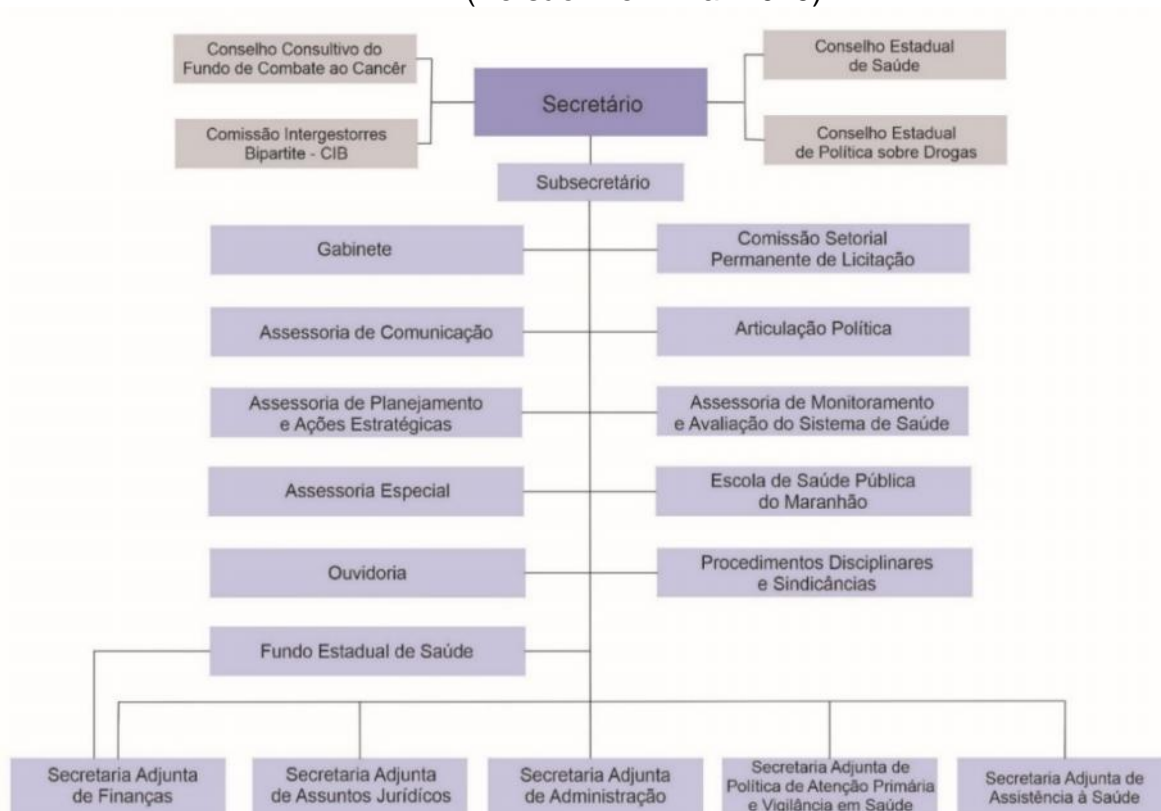 Conselho Consultivo do
Fundo de Combate ao Cancêr
Conselho Estadual
de Saúde
Secretário
Comissão Intergestorres
Bipartite - CIB
Conselho Estadual
de Política sobre Drogas
Subsecretário
Gabinete
Comissão Setorial
Permanente de Licitação
Assessoria de Comunicação
Articulação Política
Assessoria de Planejamento
e Ações Estratégicas
Assessoria de Monitoramento
e Avaliação do Sistema de Saúde
Assessoria Especial
Escola de Saúde Pública
do Maranhão
Ouvidoria
Procedimentos Disciplinares
e Sindicâncias
Fundo Estadual de Saúde
Secretaria Adjunta
de Finanças
Secretaria Adjunta
de Assuntos Jurídicos
Secretaria Adjunta
de Administração
Secretaria Adjunta de
Política de Atenção Primária
e Vigilância em Saúde
Secretaria Adjunta de
Assistência à Saúde